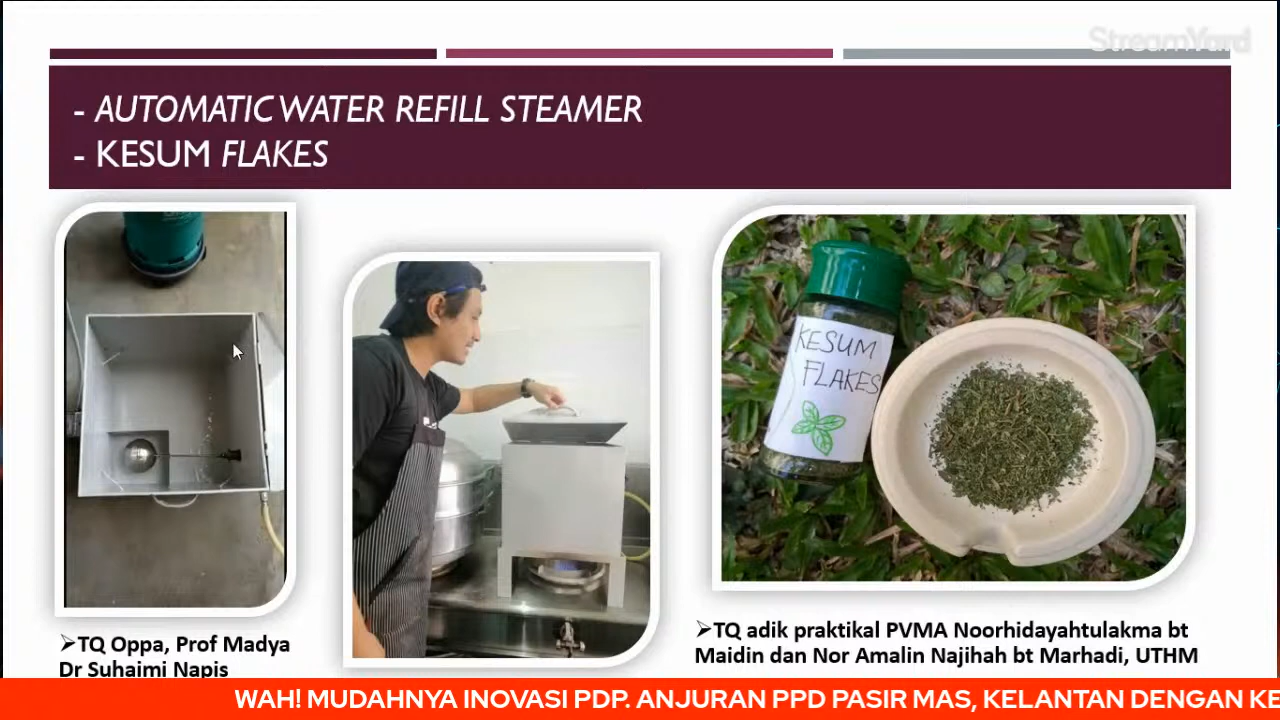 StreamYard
- AUTOMATIC WATER REFILL STEAMER
- KESUM FLAKES
KESUM
FLAKES
➢TQ Oppa, Prof Madya
Dr Suhaimi Napis
➢TQ adik praktikal PVMA Noorhidayahtulakma bt
Maidin dan Nor Amalin Najihah bt Marhadi, UTHM
WAH! MUDAHNYA INOVASI PDP. ANJURAN PPD PASIR MAS, KELANTAN DENGAN KE